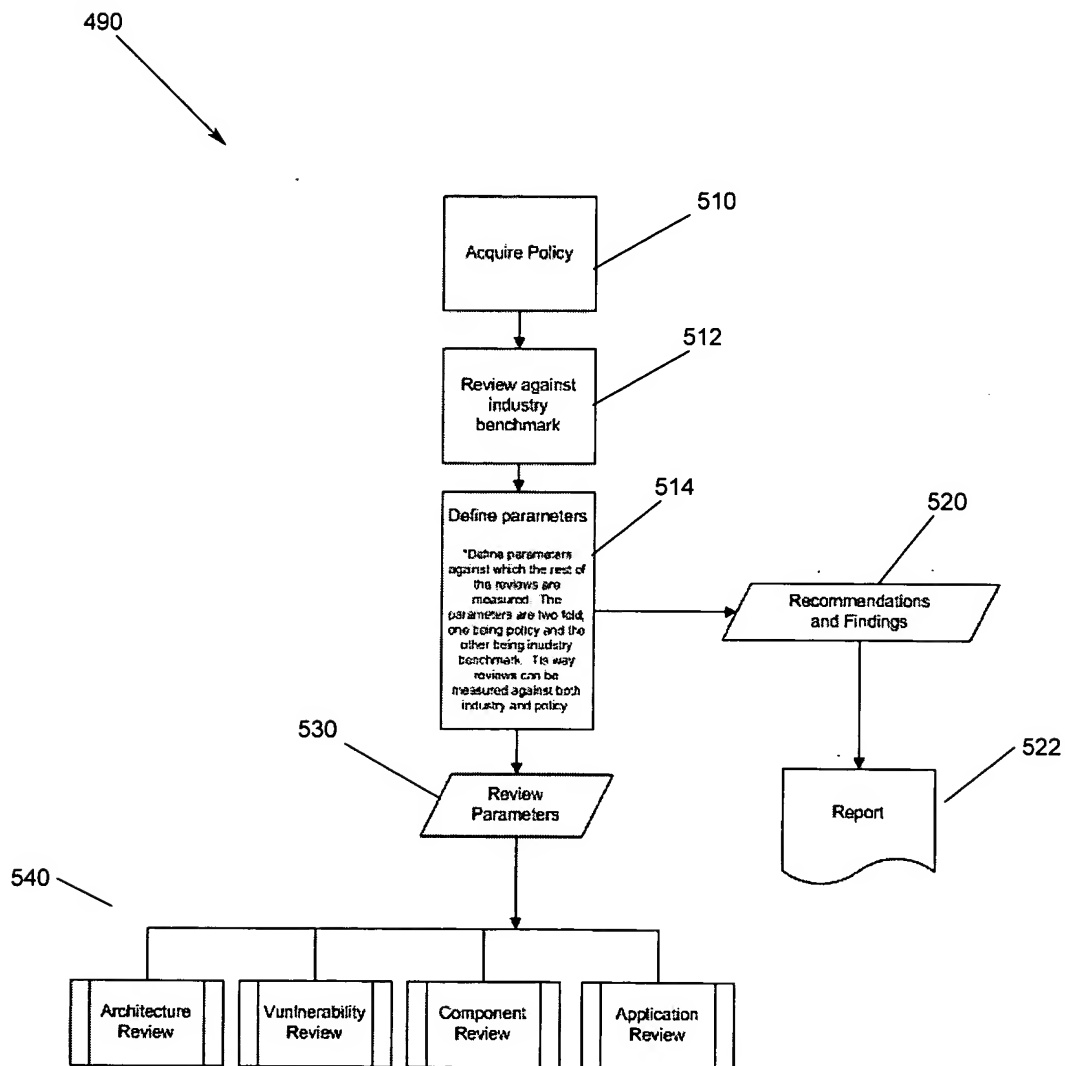 490
510
Acquire Policy
512
Review against
industry
benchmark
514
Define parameters
"Define parameters
against which the rest of
the reviews are
measured. The
parameters are two fold,
one being policy and the
other being inudstry
benchmark. Tis way
reviews can be
measured against both
industry and policy
520
Recommendations
and Findings
530
Review
Parameters
522
Report
540
Architecture
Review
Vunlnerability
Review
Component
Review
Application
Review